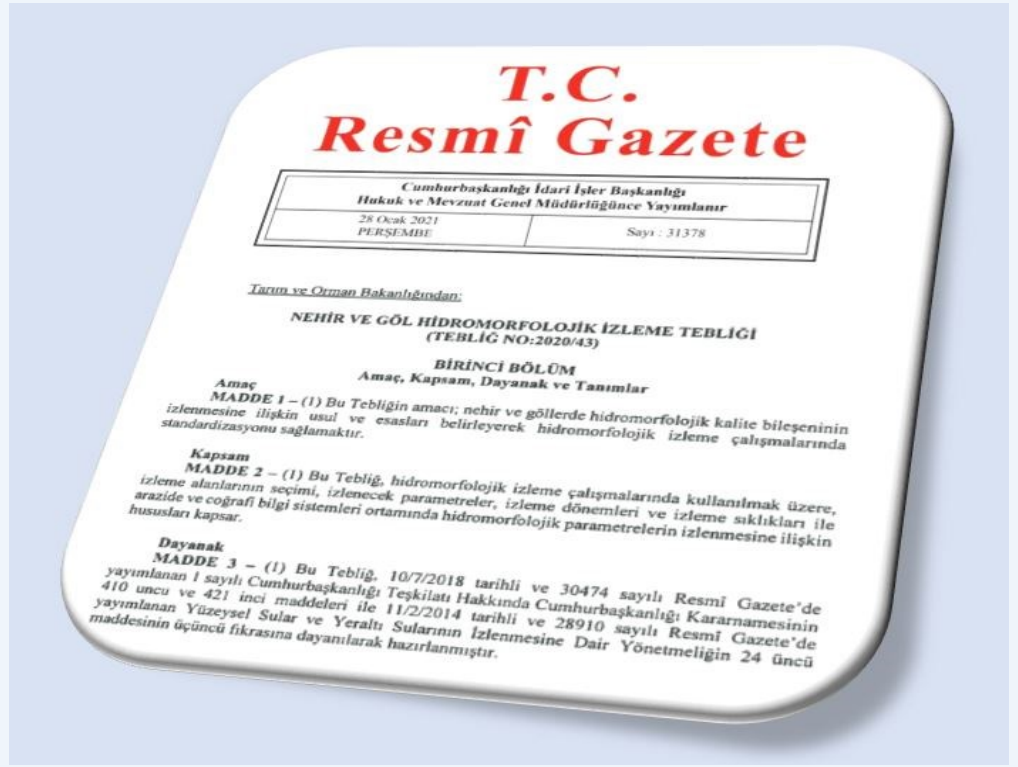 T.C.
Resmî Gazete
Cumhurbaşkanlığı İdari İşler Başkanlığı
Hukuk ve Mevzuat Genel Müdürlüğünce Yayımlanır
28 Ocak 2021
PERŞEMBE
Sayı : 31378
Tarım ve Orman Bakanlığından:
NEHİR VE GÖL HİDROMORFOLOJİK İZLEME TEBLİĞİ
(TEBLİĞ NO:2020/43)
BİRİNCİ BÖLÜM
Amaç, Kapsam, Dayanak ve Tanımlar
Amaç
MADDE 1 – (1) Bu Tebliğin amacı; nehir ve göllerde hidromorfolojik kalite bileşeninin
izlenmesine ilişkin usul ve esasları belirleyerek hidromorfolojik izleme çalışmalarında
standardizasyonu sağlamaktır.
Kapsam
MADDE 2 – (1) Bu Tebliğ, hidromorfolojik izleme çalışmalarında kullanılmak üzere,
izleme alanlarının seçimi, izlenecek parametreler, izleme dönemleri ve izleme sıklıkları ile
arazide ve coğrafi bilgi sistemleri ortamında hidromorfolojik parametrelerin izlenmesine ilişkin
hususları kapsar.
Dayanak
MADDE 3 – (1) Bu Tebliğ, 10/7/2018 tarihli ve 30474 sayılı Resmî Gazete'de
yayımlanan 1 sayılı Cumhurbaşkanlığı Teşkilatı Hakkında Cumhurbaşkanlığı Kararnamesinin
410 uncu ve 421 inci maddeleri ile 11/2/2014 tarihli ve 28910 sayılı Resmî Gazete'de
yayımlanan Yüzeysel Sular ve Yeraltı Sularının İzlenmesine Dair Yönetmeliğin 24 üncü
maddesinin üçüncü fıkrasına dayanılarak hazırlanmıştır.